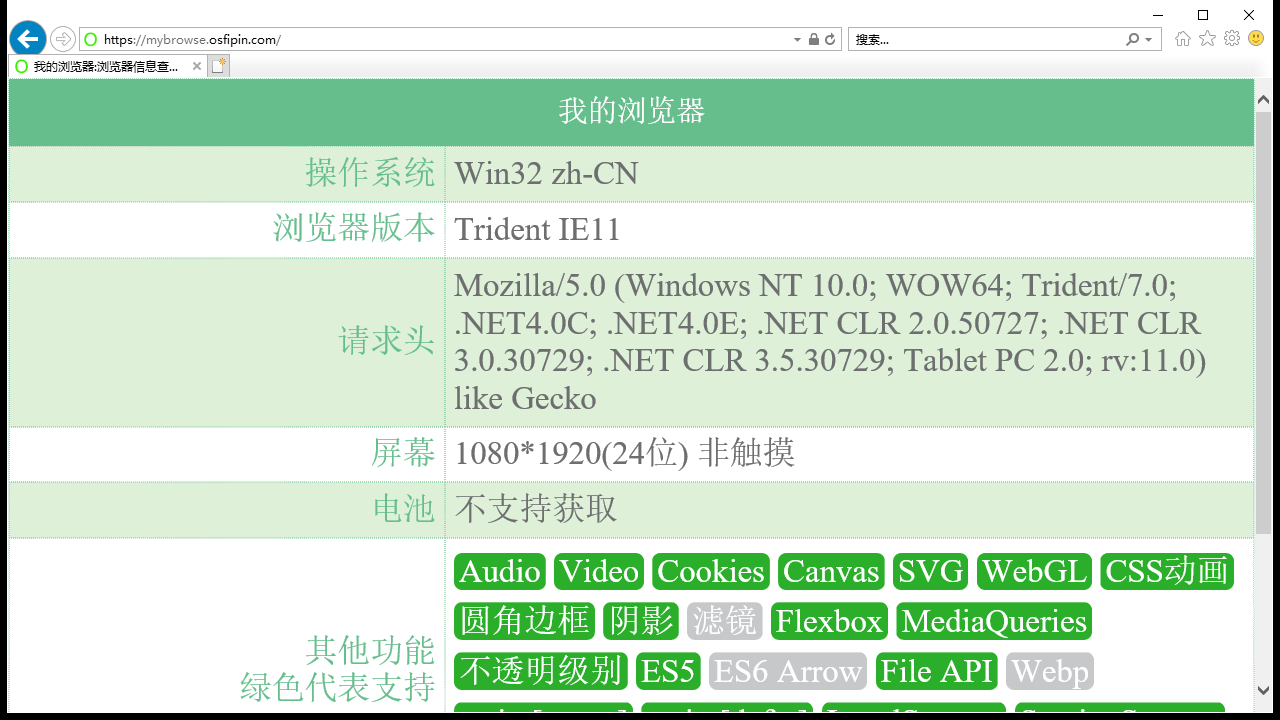 https://mybrowse.osfipin.com/
搜索...
我的浏览器:浏览器信息查...
我的浏览器
操作系统 Win32 zh-CN
浏览器版本 Trident IE11
请求头
Mozilla/5.0 (Windows NT 10.0; WOW64; Trident/7.0;
.NET4.0C; .NET4.0E; .NET CLR 2.0.50727; .NET CLR
3.0.30729; .NET CLR 3.5.30729; Tablet PC 2.0; rv:11.0)
like Gecko
屏幕 1080*1920(24位) 非触摸
电池 不支持获取
其他功能
绿色代表支持
Audio Video Cookies Canvas SVG WebGL CSS动画
圆角边框 阴影 滤镜 Flexbox MediaQueries
不透明级别 ES5 ES6 Arrow File API Webp